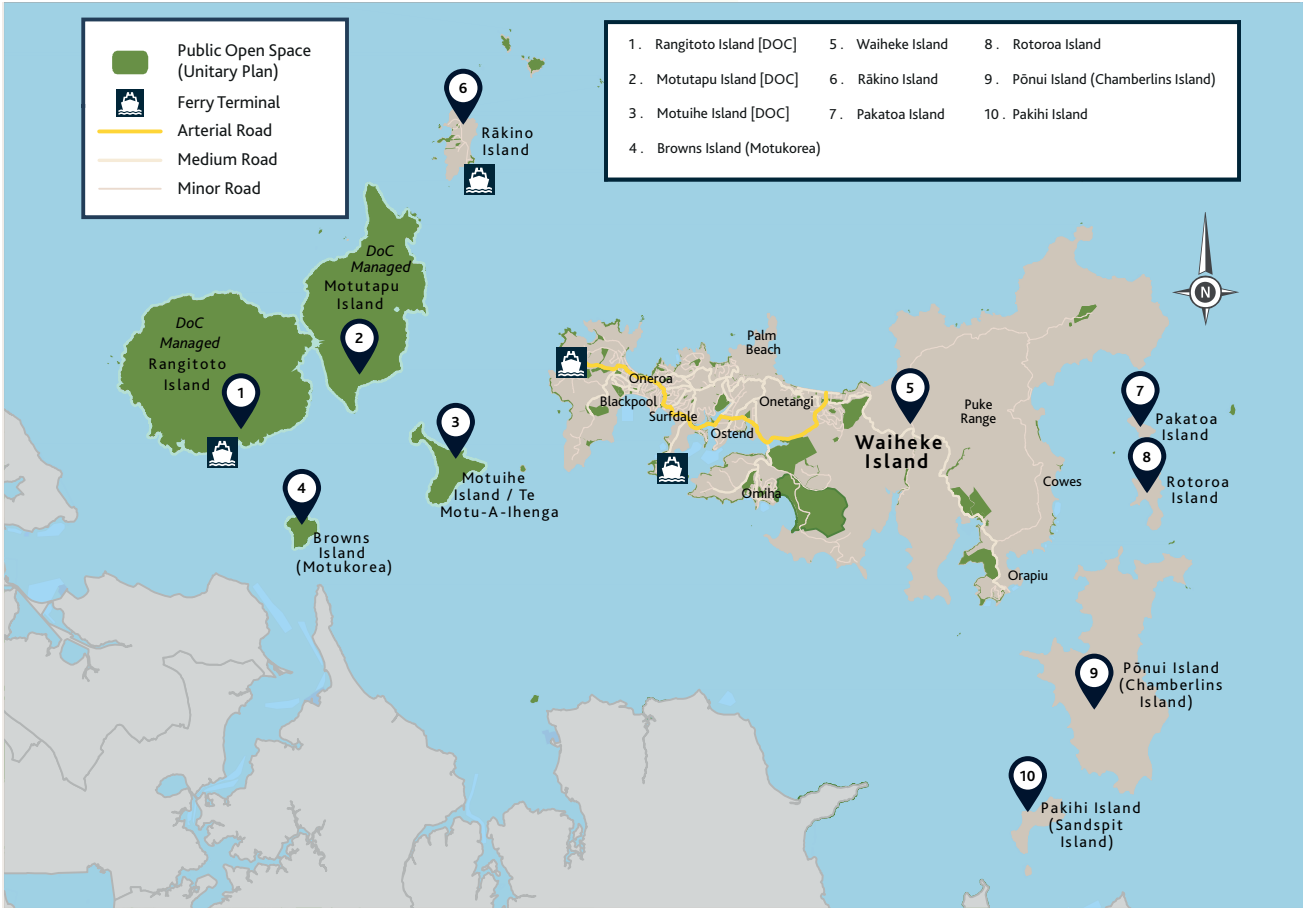 Public Open Space
(Unitary Plan)
Ferry Terminal
Arterial Road
Medium Road
Minor Road
1. Rangitoto Island [DOC]
2. Motutapu Island [DOC]
3. Motuihe Island [DOC]
4. Browns Island (Motukorea)
5. Waiheke Island
6. Rākino Island
7. Pakatoa Island
8. Rotoroa Island
9. Pōnui Island (Chamberlins Island)
10. Pakihi Island
6
Rākino
Island
DoC
Managed
Motutapu
Island
2
DoC
Managed
Rangitoto
Island
1
N
Palm
Beach
Oneroa
Blackpool
Surfdale
Onetangi
Ostend
5
Waiheke
Island
Puke
Range
7
Pakatoa
Island
8
Rotoroa
Island
3
Motuihe
Island / Te
Motu-A-Ihenga
4
Browns
Island
(Motukorea)
Omiha
Cowes
Orapiu
9
Pōnui Island
(Chamberlins
Island)
10
Pakihi Island
(Sandspit
Island)